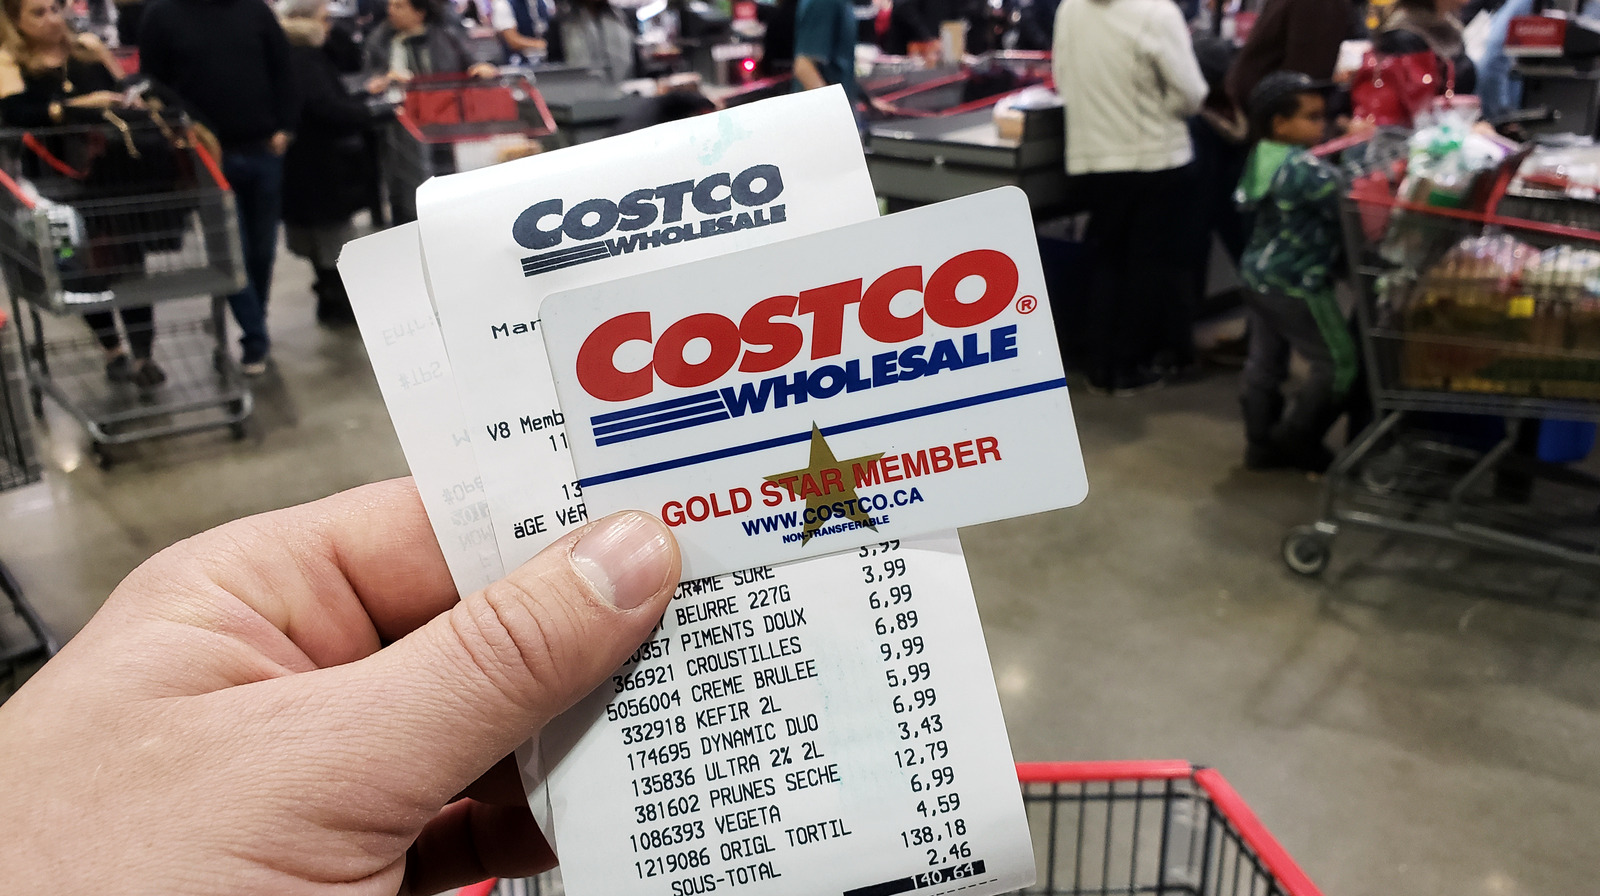 COSTCO
WHOLESALE
V8
11
13
äGE
COSTCO®
WHOLESALE
GOLD STAR MEMBER
WWW.COSTCO.CA
NON-TRANSFERABLE
CR¥ME SURE 3,99
BEURRE 227G 3,99
PIMENTS DOUX 6,99
366921 CROUSTILLES 6,89
5056004 CREME BRULEE 9,99
332918 KEFIR 2L 5,99
174695 DYNAMIC DUO 6,99
135836 ULTRA 2% 2L 3,43
381602 PRUNES SECHE 12,79
1086393 VEGETA 6,99
1219086 ORIGL TORTIL 4,59
SOUS-TOTAL 138,18
2,46
140,64